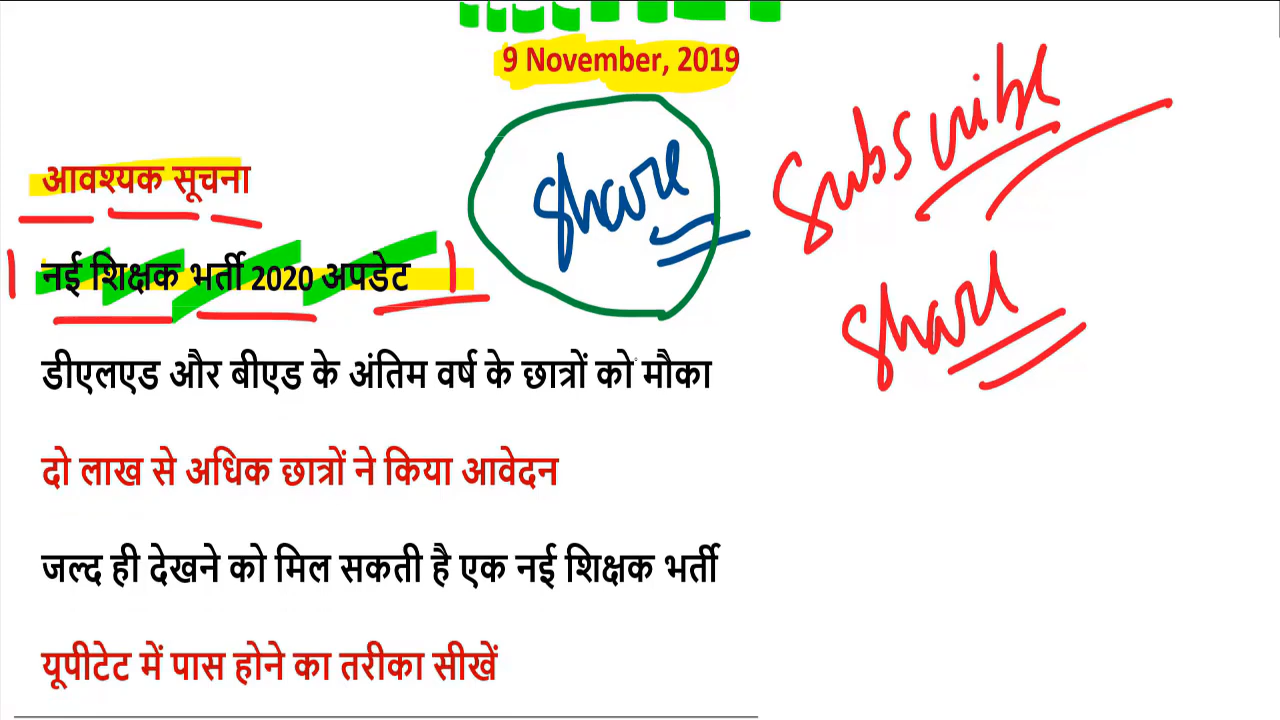 9 November, 2019
share
Subscribe
share
आवश्यक सूचना
नई शिक्षक भर्ती 2020 अपडेट
डीएलएड और बीएड के अंतिम वर्ष के छात्रों को मौका
दो लाख से अधिक छात्रों ने किया आवेदन
जल्द ही देखने को मिल सकती है एक नई शिक्षक भर्ती
यूपीटेट में पास होने का तरीका सीखें